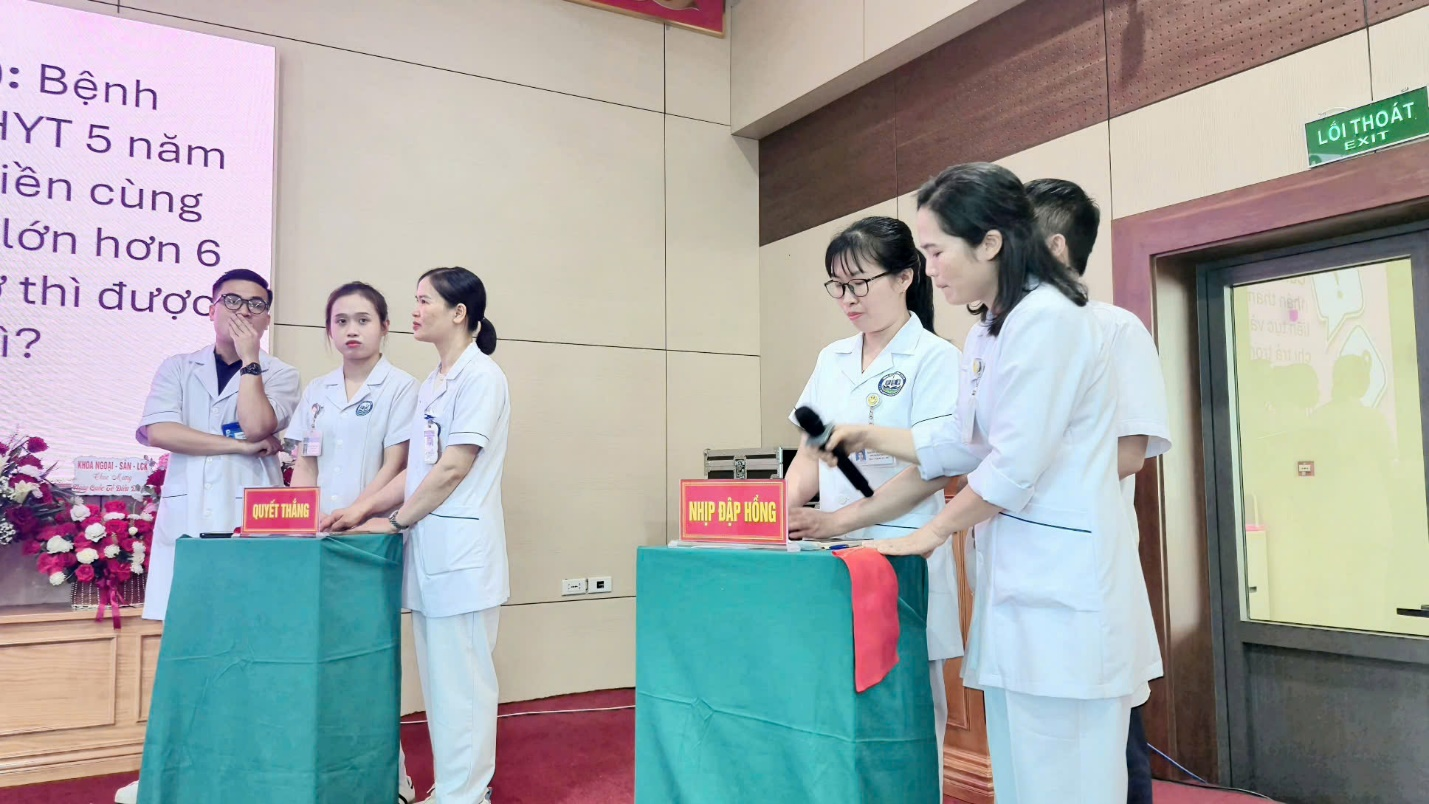 ): Bệnh
HYT 5 năm
iền cùng
lớn hơn 6
thì được
ì?
KHOA NGOẠI - SẢN - LCK
QUYẾT THẮNG
NHỊP ĐẬP HỒNG
LỐI THOÁT
EXIT